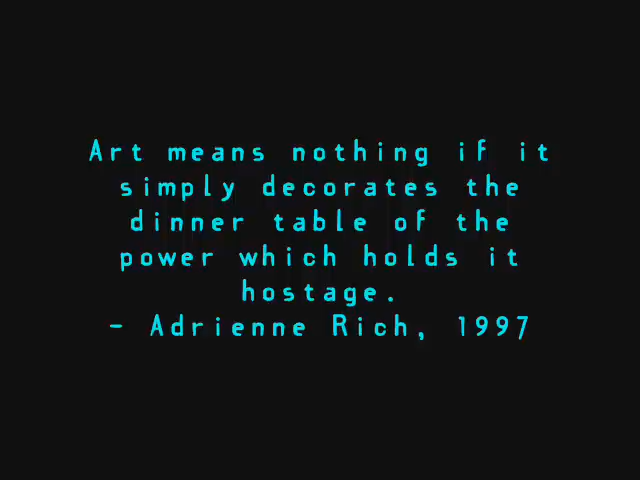 Art means nothing if it
simply decorates the
dinner table of the
power which holds it
hostage.
- Adrienne Rich, 1997